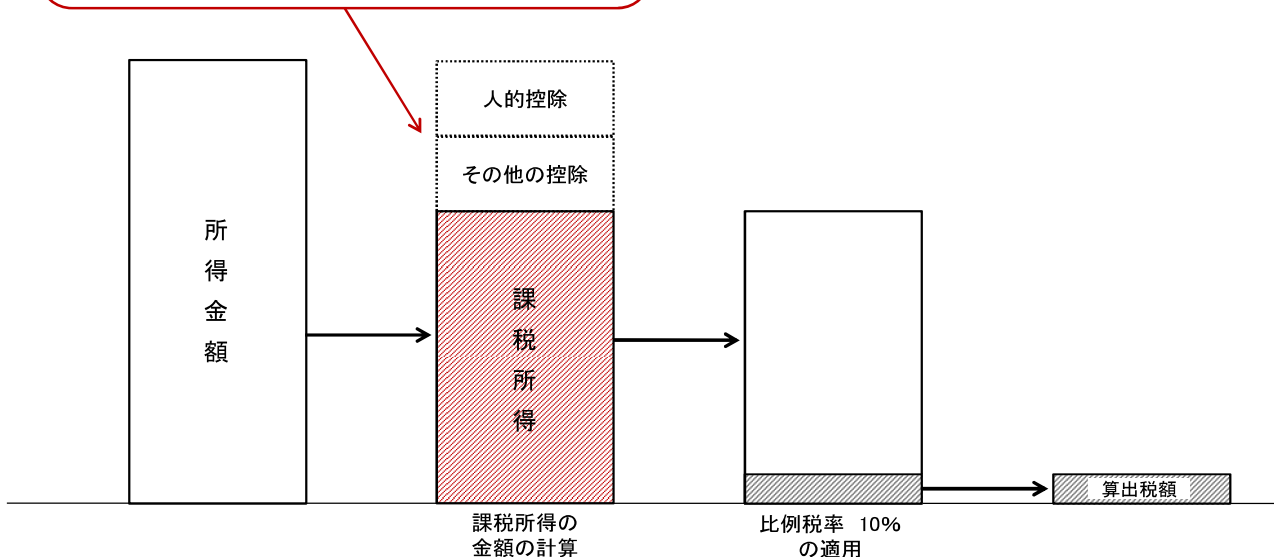 人的控除
その他の控除
所得金額
課税所得
算出税額
課税所得の
金額の計算
比例税率 10%
の適用